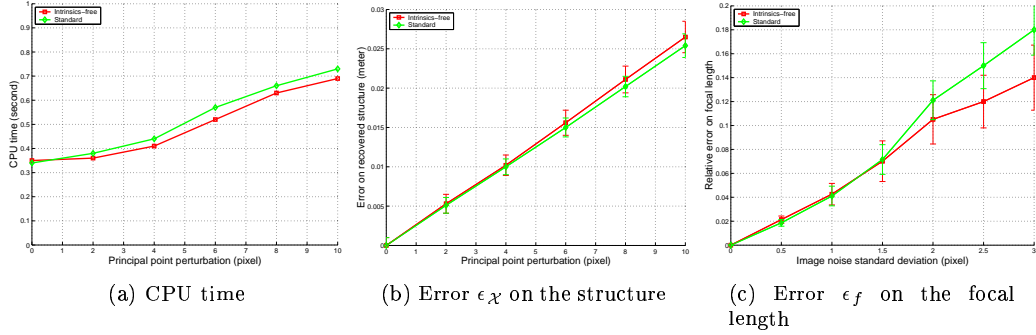 Intrinsics-free
Standard
1
0.9
0.8
0.7
0.6
0.5
0.4
0.3
0.2
0.1
0
0 1 2 3 4 5 6 7 8 9 10
CPU time (second)
Principal point perturbation (pixel)
(a) CPU time
Intrinsics-free
Standard
0.03
0.025
0.02
0.015
0.01
0.005
0
0 1 2 3 4 5 6 7 8 9 10
Error on recovered stucture (meter)
Principal point perturbation (pixel)
(b) Error ϵ𝒳 on the structure
Intrinsics-free
Standard
0.2
0.18
0.16
0.14
0.12
0.1
0.08
0.06
0.04
0.02
0
0 0.5 1 1.5 2 2.5 3
Relative error on focal length
Image noise standard deviation (pixel)
(c) Error ϵf on the focal
length